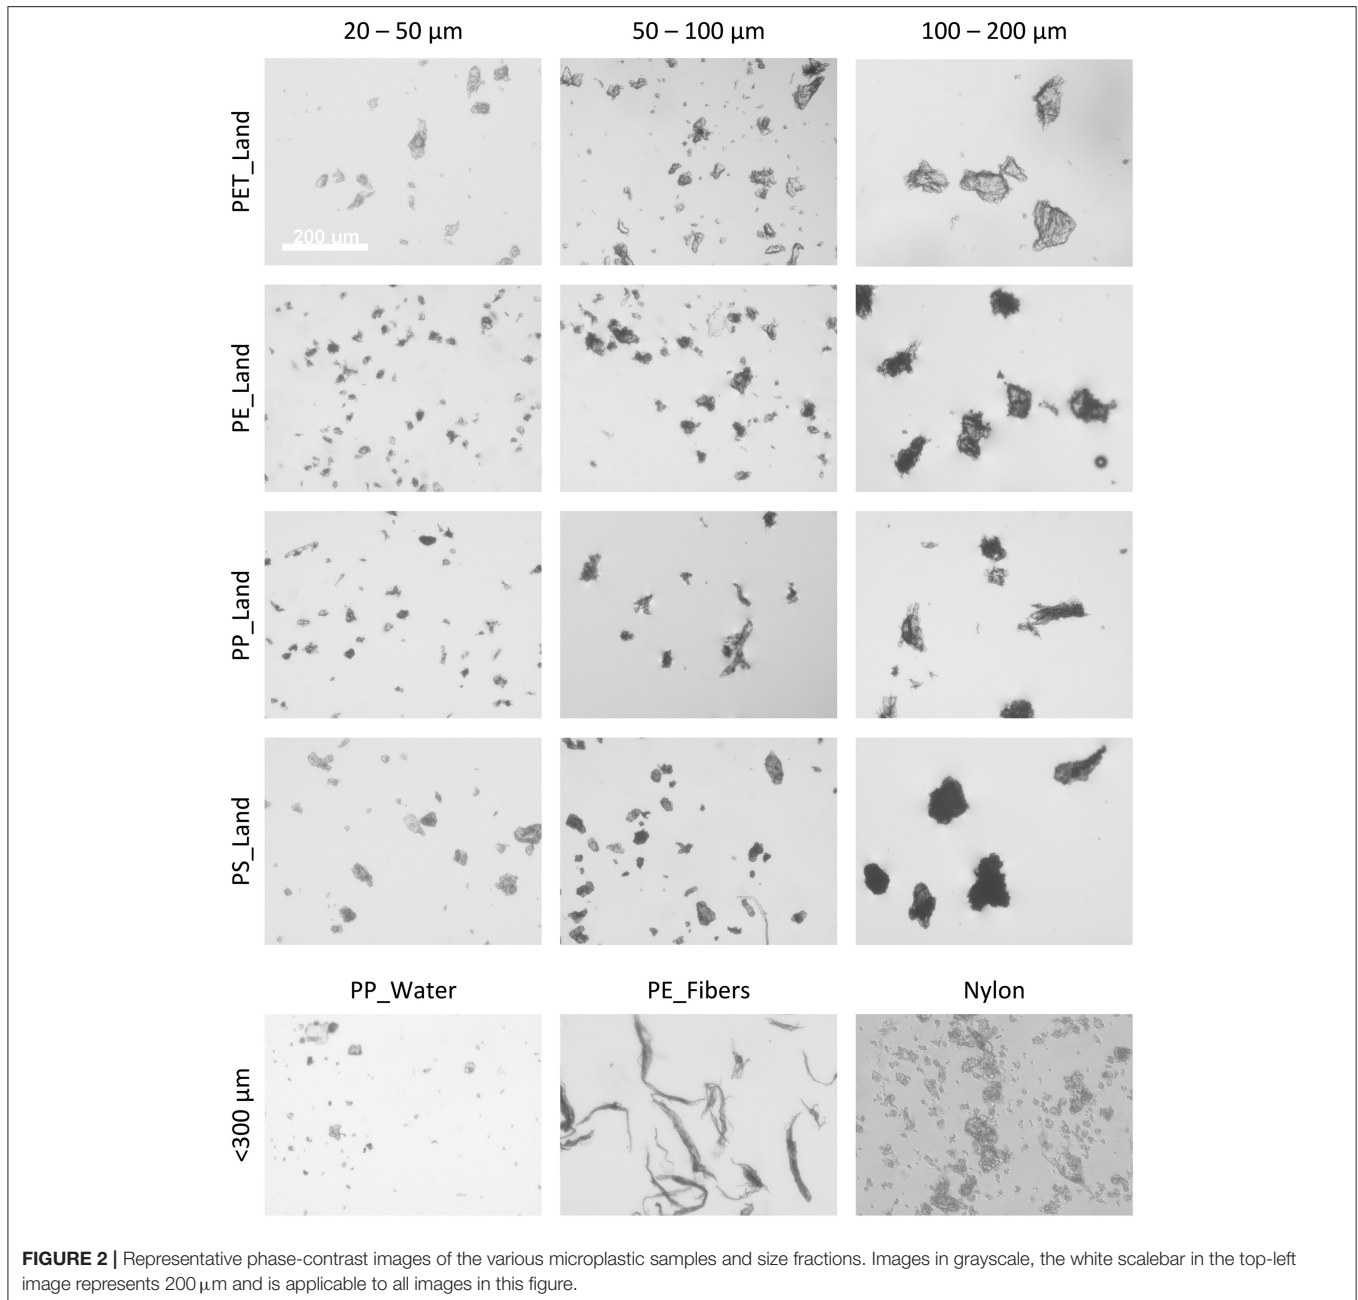 20 – 50 µm 50 – 100 µm 100 – 200 µm
PET_Land
200 um
PE_Land
PP_Land
PS_Land
PP_Water PE_Fibers Nylon
<300 µm
FIGURE 2 | Representative phase-contrast images of the various microplastic samples and size fractions. Images in grayscale, the white scalebar in the top-left
image represents 200 µm and is applicable to all images in this figure.